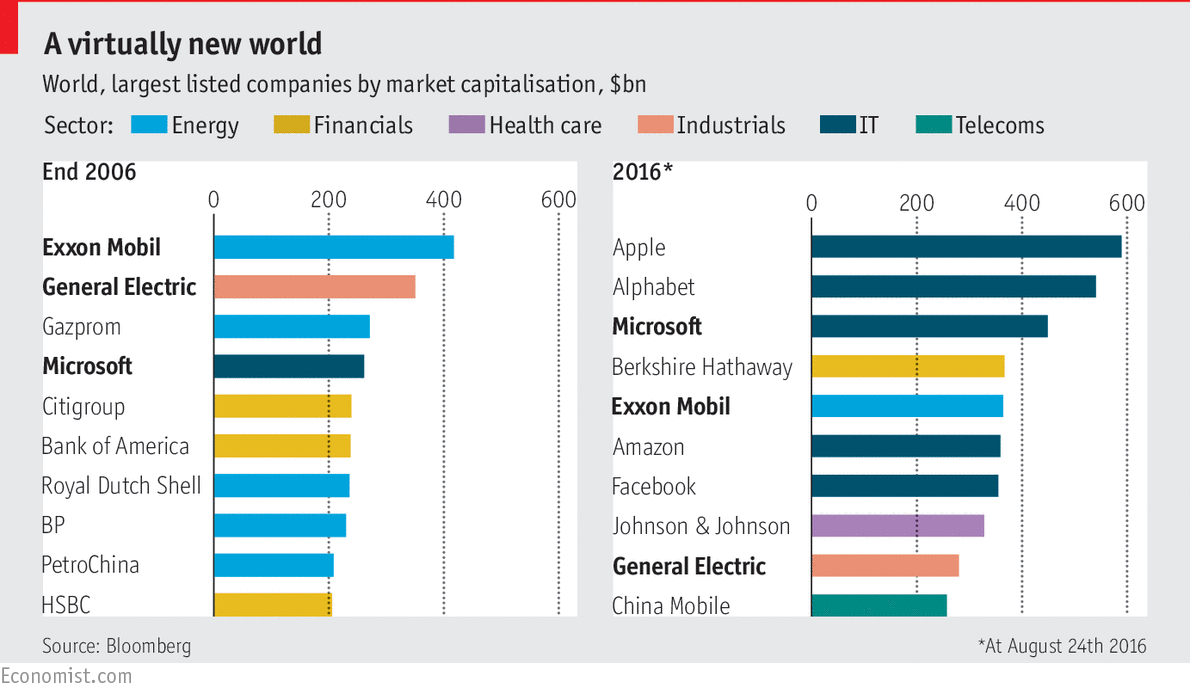 A virtually new world
World, largest listed companies by market capitalisation, $bn
Sector: Energy Financials Health care Industrials IT Telecoms
End 2006
0 200 400 600
Exxon Mobil
General Electric
Gazprom
Microsoft
Citigroup
Bank of America
Royal Dutch Shell
BP
PetroChina
HSBC
2016*
0 200 400 600
Apple
Alphabet
Microsoft
Berkshire Hathaway
Exxon Mobil
Amazon
Facebook
Johnson & Johnson
General Electric
China Mobile
Source: Bloomberg
*At August 24th 2016
Economist.com